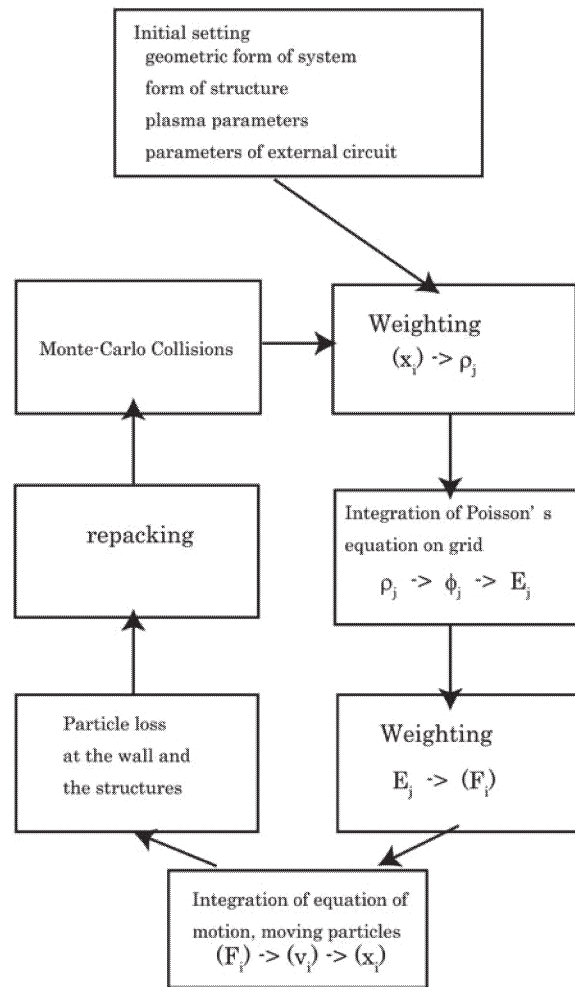 Initial setting
geometric form of system
form of structure
plasma parameters
parameters of external circuit
Weighting
(xᵢ) -> ρⱼ
Integration of Poisson' s
equation on grid
ρⱼ -> ϕⱼ -> Eⱼ
Weighting
Eⱼ -> (Fᵢ)
Integration of equation of
motion, moving particles
(Fᵢ) -> (vᵢ) -> (xᵢ)
Particle loss
at the wall and
the structures
repacking
Monte-Carlo Collisions